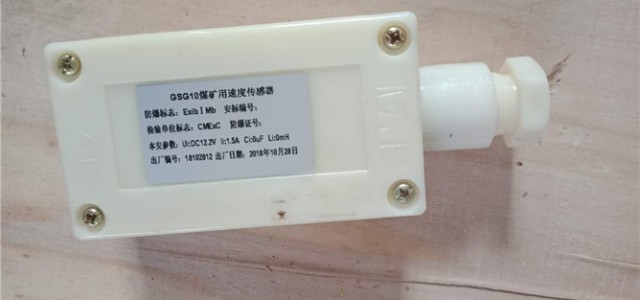 GSG10煤矿用速度传感器
防爆标志：ExibⅠMb 安标编号：
检验单位标志：CMExC 防爆证号：
本安参数：Ui:DC12.2V Ii:1.5A Ci:0uF Li:0mH
出厂编号：18102812 出厂日期：2018年10月28日
MA